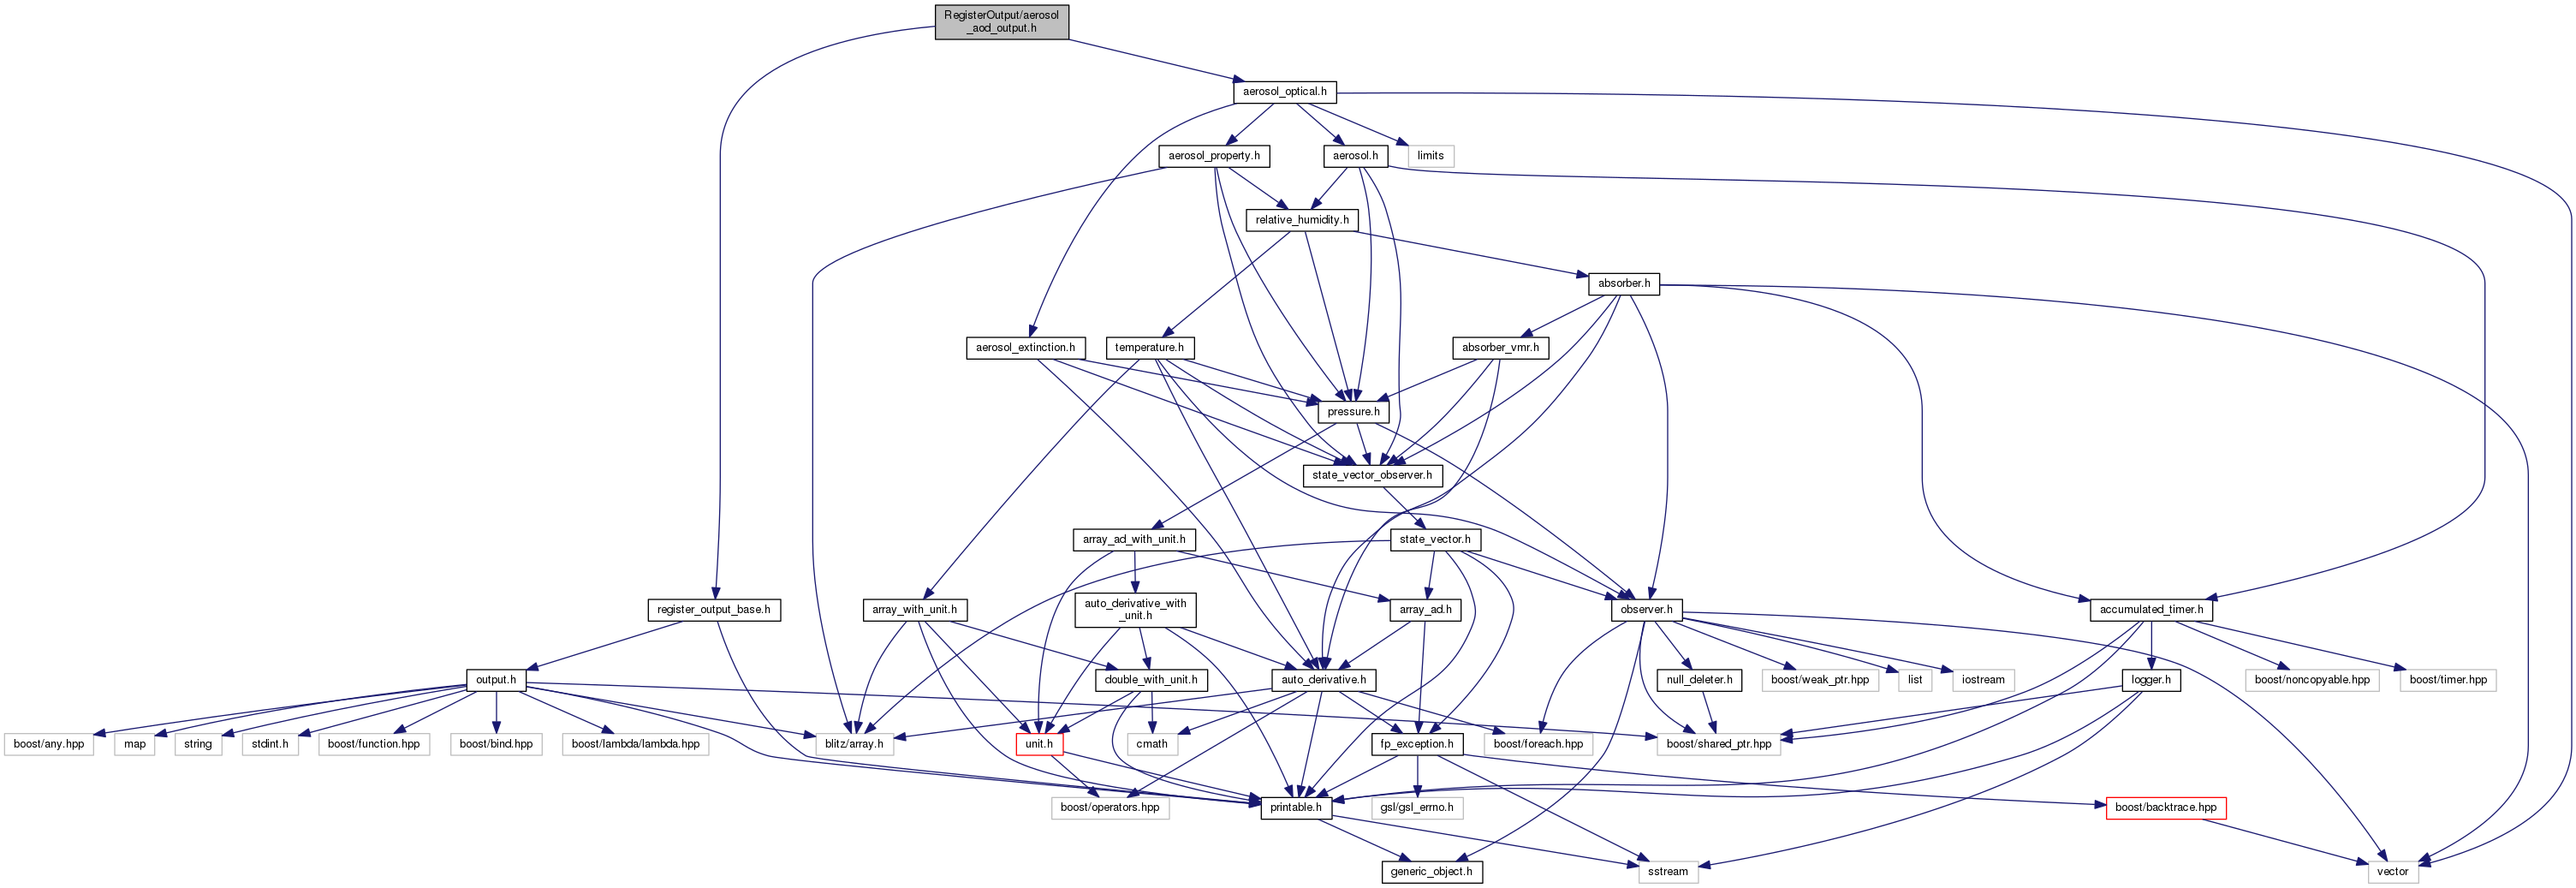 RegisterOutput/aerosol
_aod_output.h
aerosol_optical.h
aerosol_property.h
aerosol.h
limits
relative_humidity.h
absorber.h
aerosol_extinction.h
temperature.h
absorber_vmr.h
pressure.h
state_vector_observer.h
array_ad_with_unit.h
state_vector.h
register_output_base.h
array_with_unit.h
auto_derivative_with
_unit.h
array_ad.h
observer.h
accumulated_timer.h
output.h
double_with_unit.h
auto_derivative.h
null_deleter.h
boost/weak_ptr.hpp
list
iostream
logger.h
boost/noncopyable.hpp
boost/timer.hpp
boost/any.hpp
map
string
stdint.h
boost/function.hpp
boost/bind.hpp
boost/lambda/lambda.hpp
blitz/array.h
unit.h
cmath
fp_exception.h
boost/foreach.hpp
boost/shared_ptr.hpp
boost/operators.hpp
printable.h
gsl/gsl_errno.h
boost/backtrace.hpp
generic_object.h
sstream
vector